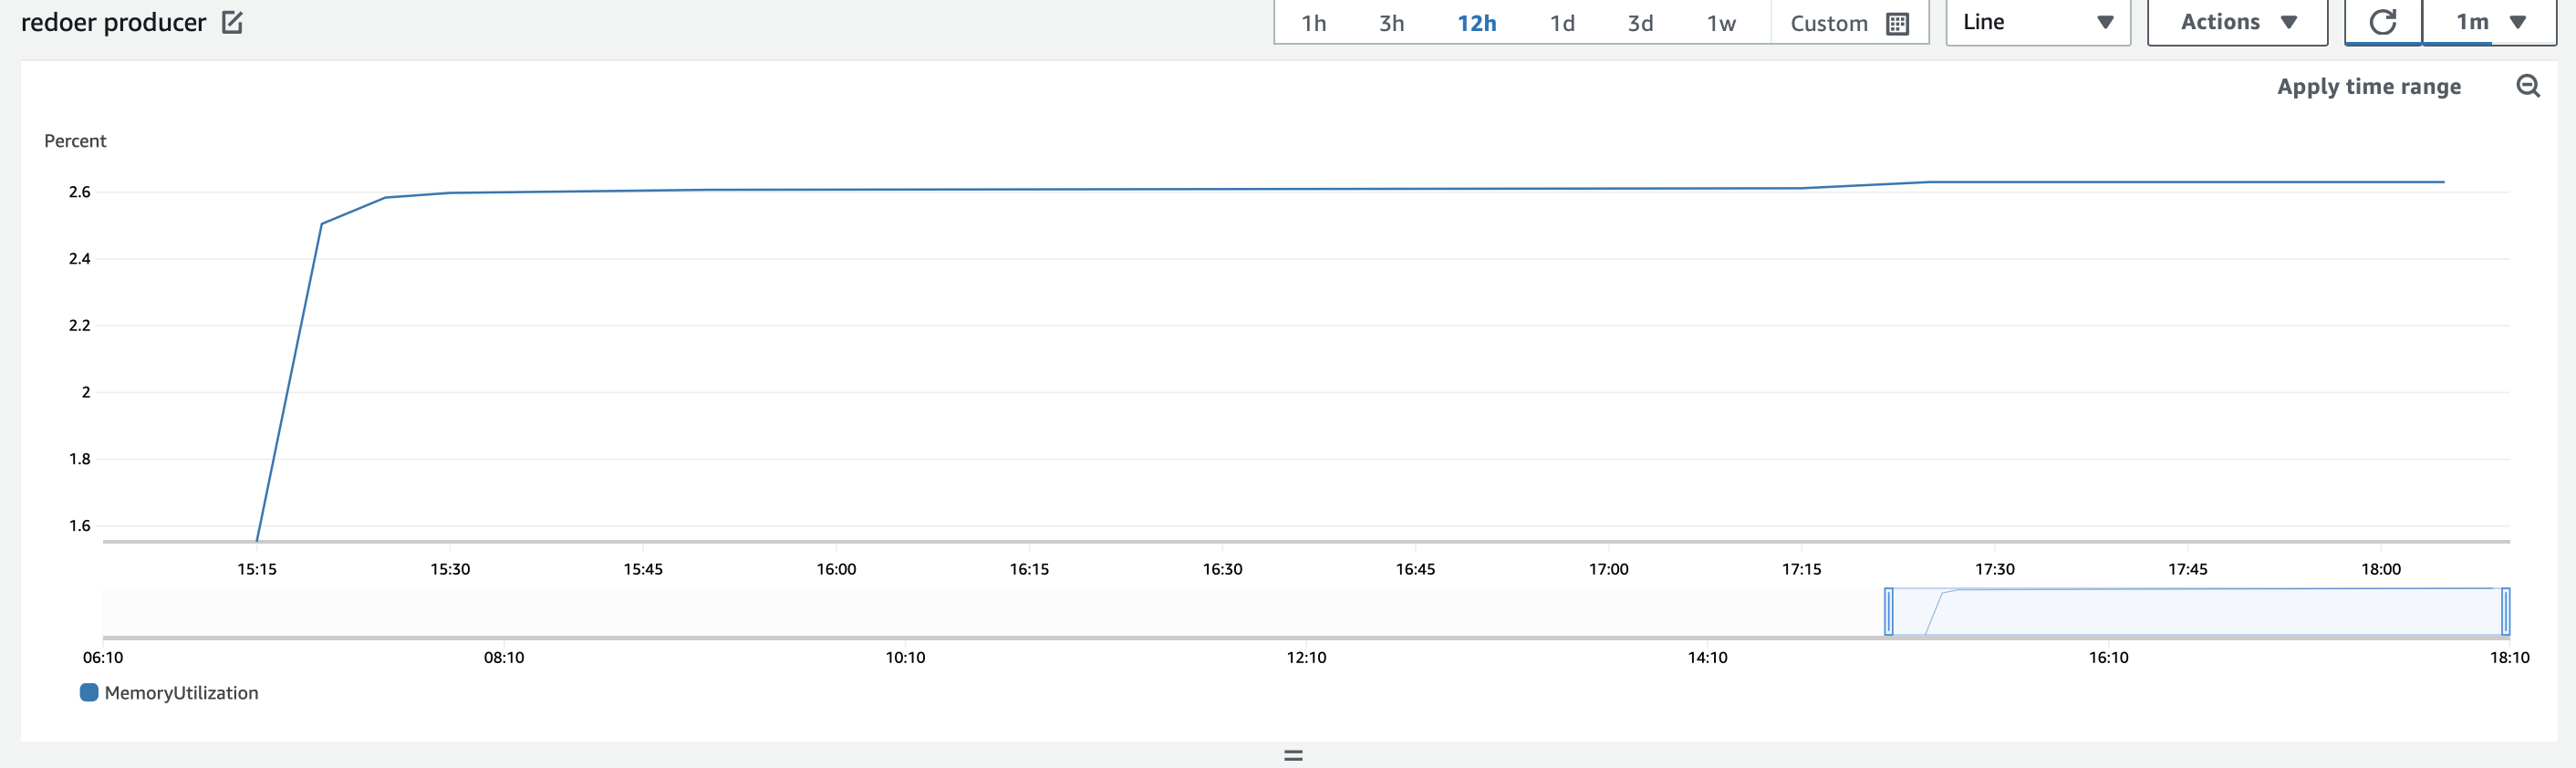 redoer producer
1h 3h 12h 1d 3d 1w Custom Line Actions 1m
Apply time range
Percent
2.6
2.4
2.2
2
1.8
1.6
15:15 15:30 15:45 16:00 16:15 16:30 16:45 17:00 17:15 17:30 17:45 18:00
06:10 08:10 10:10 12:10 14:10 16:10 18:10
MemoryUtilization